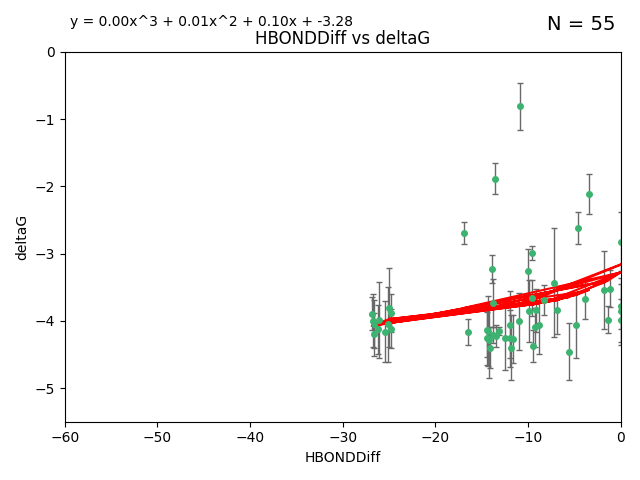 y = 0.00x^3 + 0.01x^2 + 0.10x + -3.28
N = 55
HBONDDiff vs deltaG
0
−1
−2
−3
−4
−5
deltaG
−60
−50
−40
−30
−20
−10
0
HBONDDiff